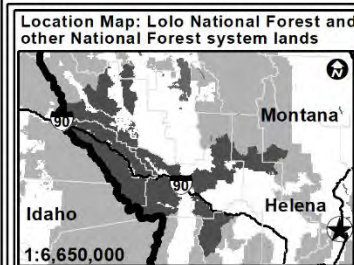 Location Map: Lolo National Forest and
other National Forest system lands
N
Montana
90
90
Idaho
Helena
1:6,650,000